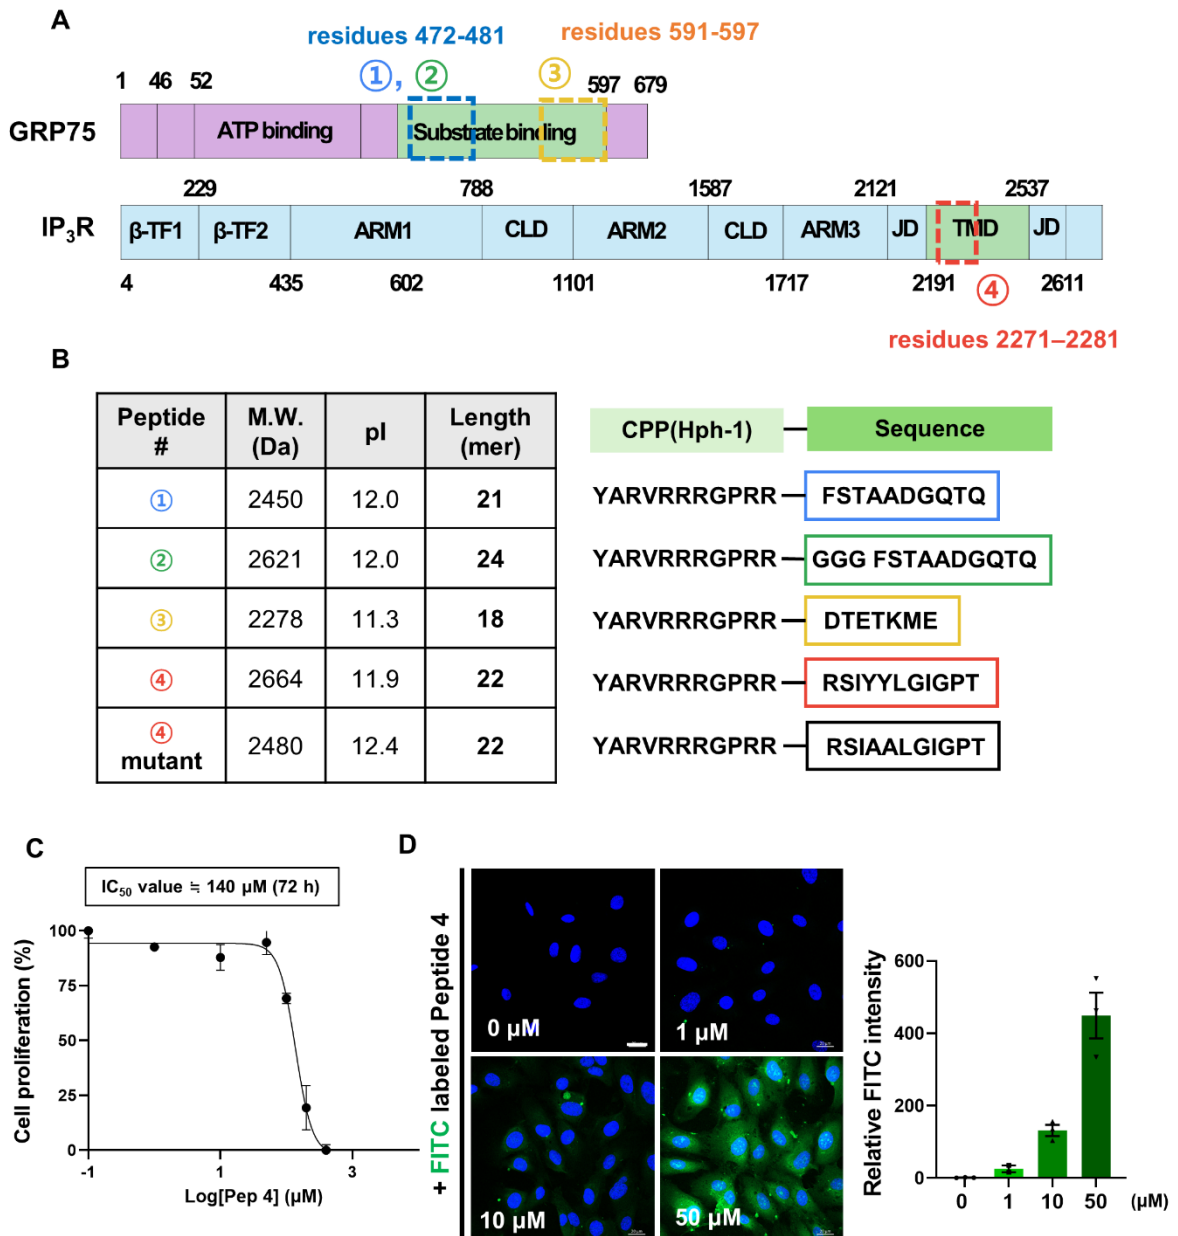 A
residues 472-481
residues 591-597
①, ②
③
1 46 52 597 679
GRP75
ATP binding
Substrate binding
229 788 1587 2121 2537
IP₃R
β-TF1 β-TF2 ARM1 CLD ARM2 CLD ARM3 JD TMD JD
4 435 602 1101 1717 2191 2611
④
residues 2271–2281
B
Peptide # M.W. (Da) pI Length (mer)
① 2450 12.0 21
② 2621 12.0 24
③ 2278 11.3 18
④ 2664 11.9 22
④ mutant 2480 12.4 22
CPP(Hph-1) Sequence
YARVRRRGPRR FSTAADGQTQ
YARVRRRGPRR GGG FSTAADGQTQ
YARVRRRGPRR DTETKME
YARVRRRGPRR RSIYYLGIGPT
YARVRRRGPRR RSIAALGIGPT
C
IC₅₀ value ≒ 140 μM (72 h)
Cell proliferation (%)
100
75
50
25
0
-1 1 3
Log[Pep 4] (μM)
D
+ FITC labeled Peptide 4
0 μM
1 μM
10 μM
50 μM
Relative FITC intensity
600
400
200
0
0 1 10 50 (μM)